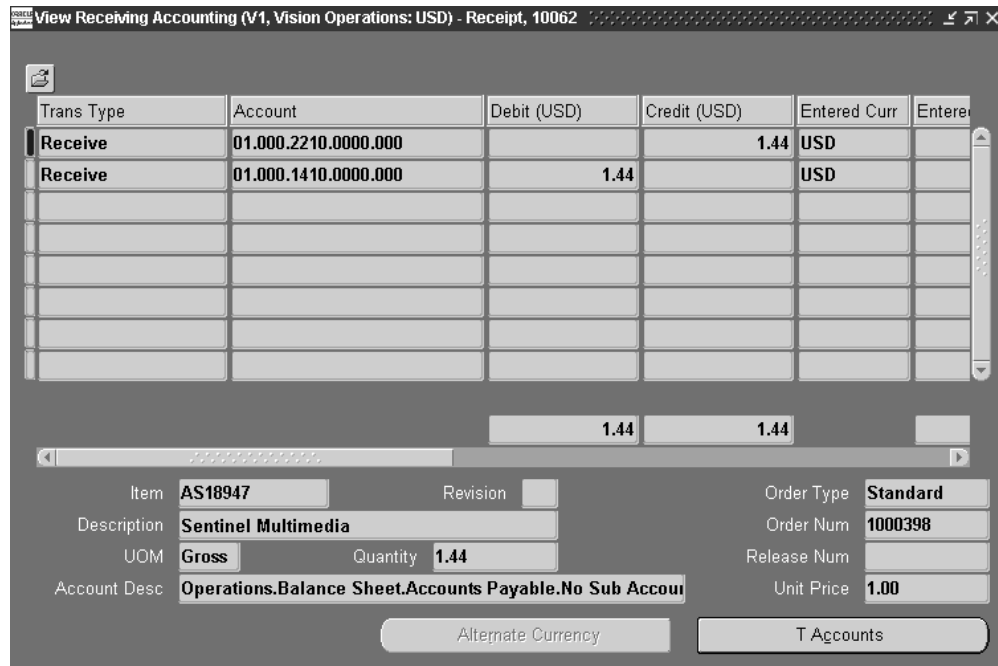 View Receiving Accounting (V1, Vision Operations: USD) - Receipt, 10062
Trans Type Account Debit (USD) Credit (USD) Entered Curr Entere
Receive 01.000.2210.0000.000 1.44 USD
Receive 01.000.1410.0000.000 1.44 USD
1.44 1.44
Item AS18947 Revision Order Type Standard
Description Sentinel Multimedia Order Num 1000398
UOM Gross Quantity 1.44 Release Num
Account Desc Operations.Balance Sheet.Accounts Payable.No Sub Accou Unit Price 1.00
Alternate Currency T Accounts